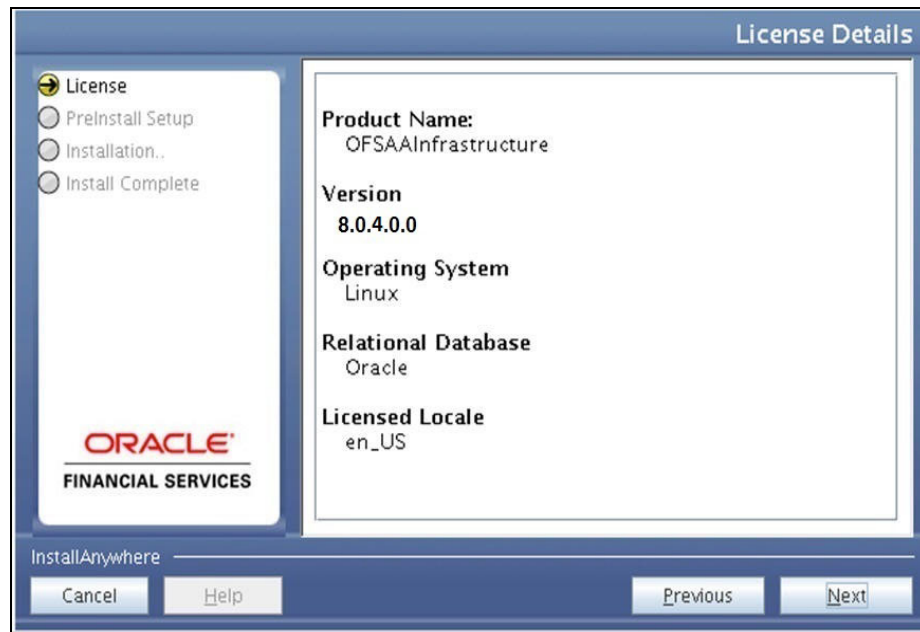 License Details
License
PreInstall Setup
Installation..
Install Complete
Product Name:
OFSAAInfrastructure
Version
8.0.4.0.0
Operating System
Linux
Relational Database
Oracle
Licensed Locale
en_US
ORACLE
FINANCIAL SERVICES
InstallAnywhere
Cancel
Help
Previous
Next